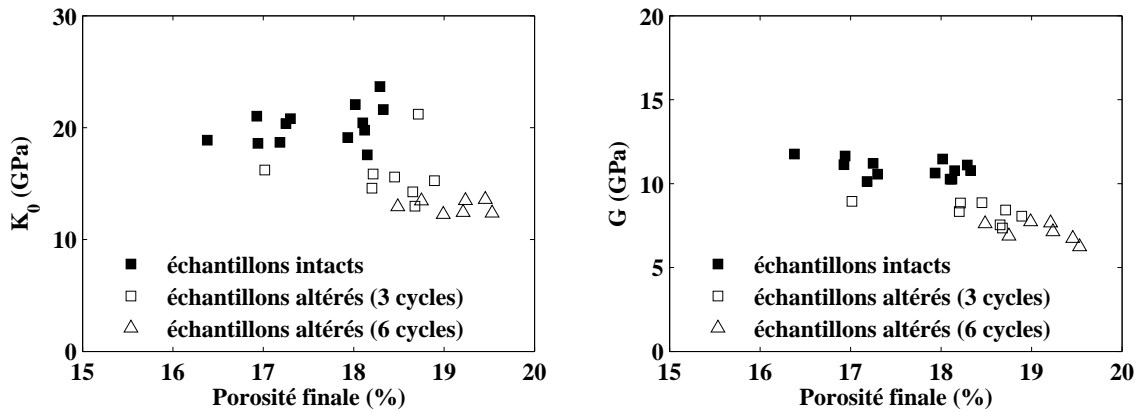 30
20
10
0
K0 (GPa)
échantillons intacts
échantillons altérés (3 cycles)
échantillons altérés (6 cycles)
15 16 17 18 19 20
Porosité finale (%)
20
15
10
5
0
G (GPa)
échantillons intacts
échantillons altérés (3 cycles)
échantillons altérés (6 cycles)
15 16 17 18 19 20
Porosité finale (%)